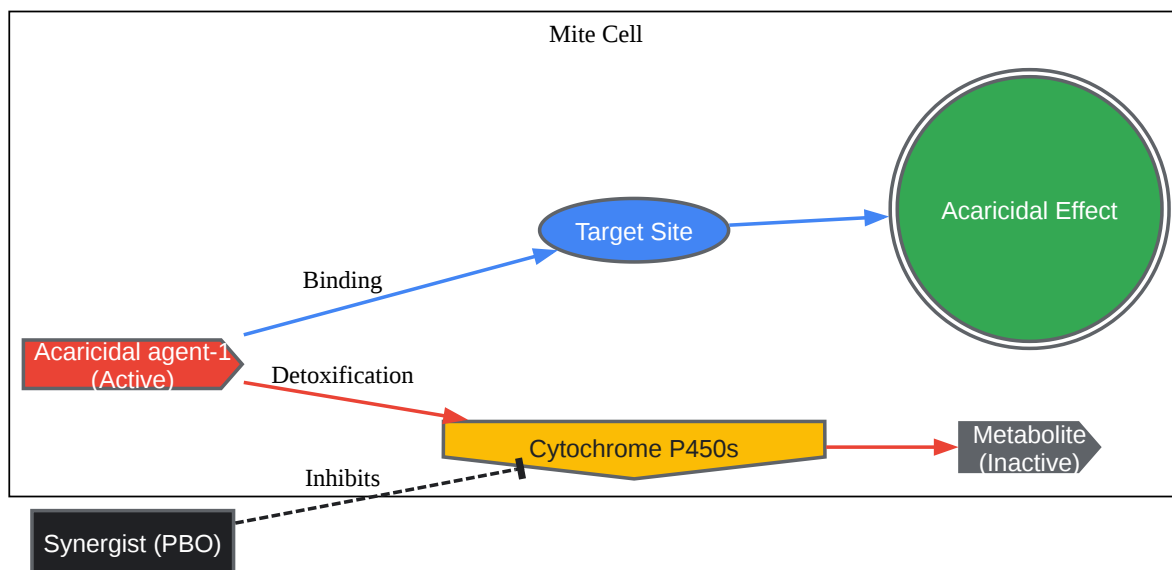 Mite Cell
Acaricidal Effect
Target Site
Binding
Acaricidal agent-1
(Active)
Detoxification
Cytochrome P450s
Metabolite
(Inactive)
Inhibits
Synergist (PBO)